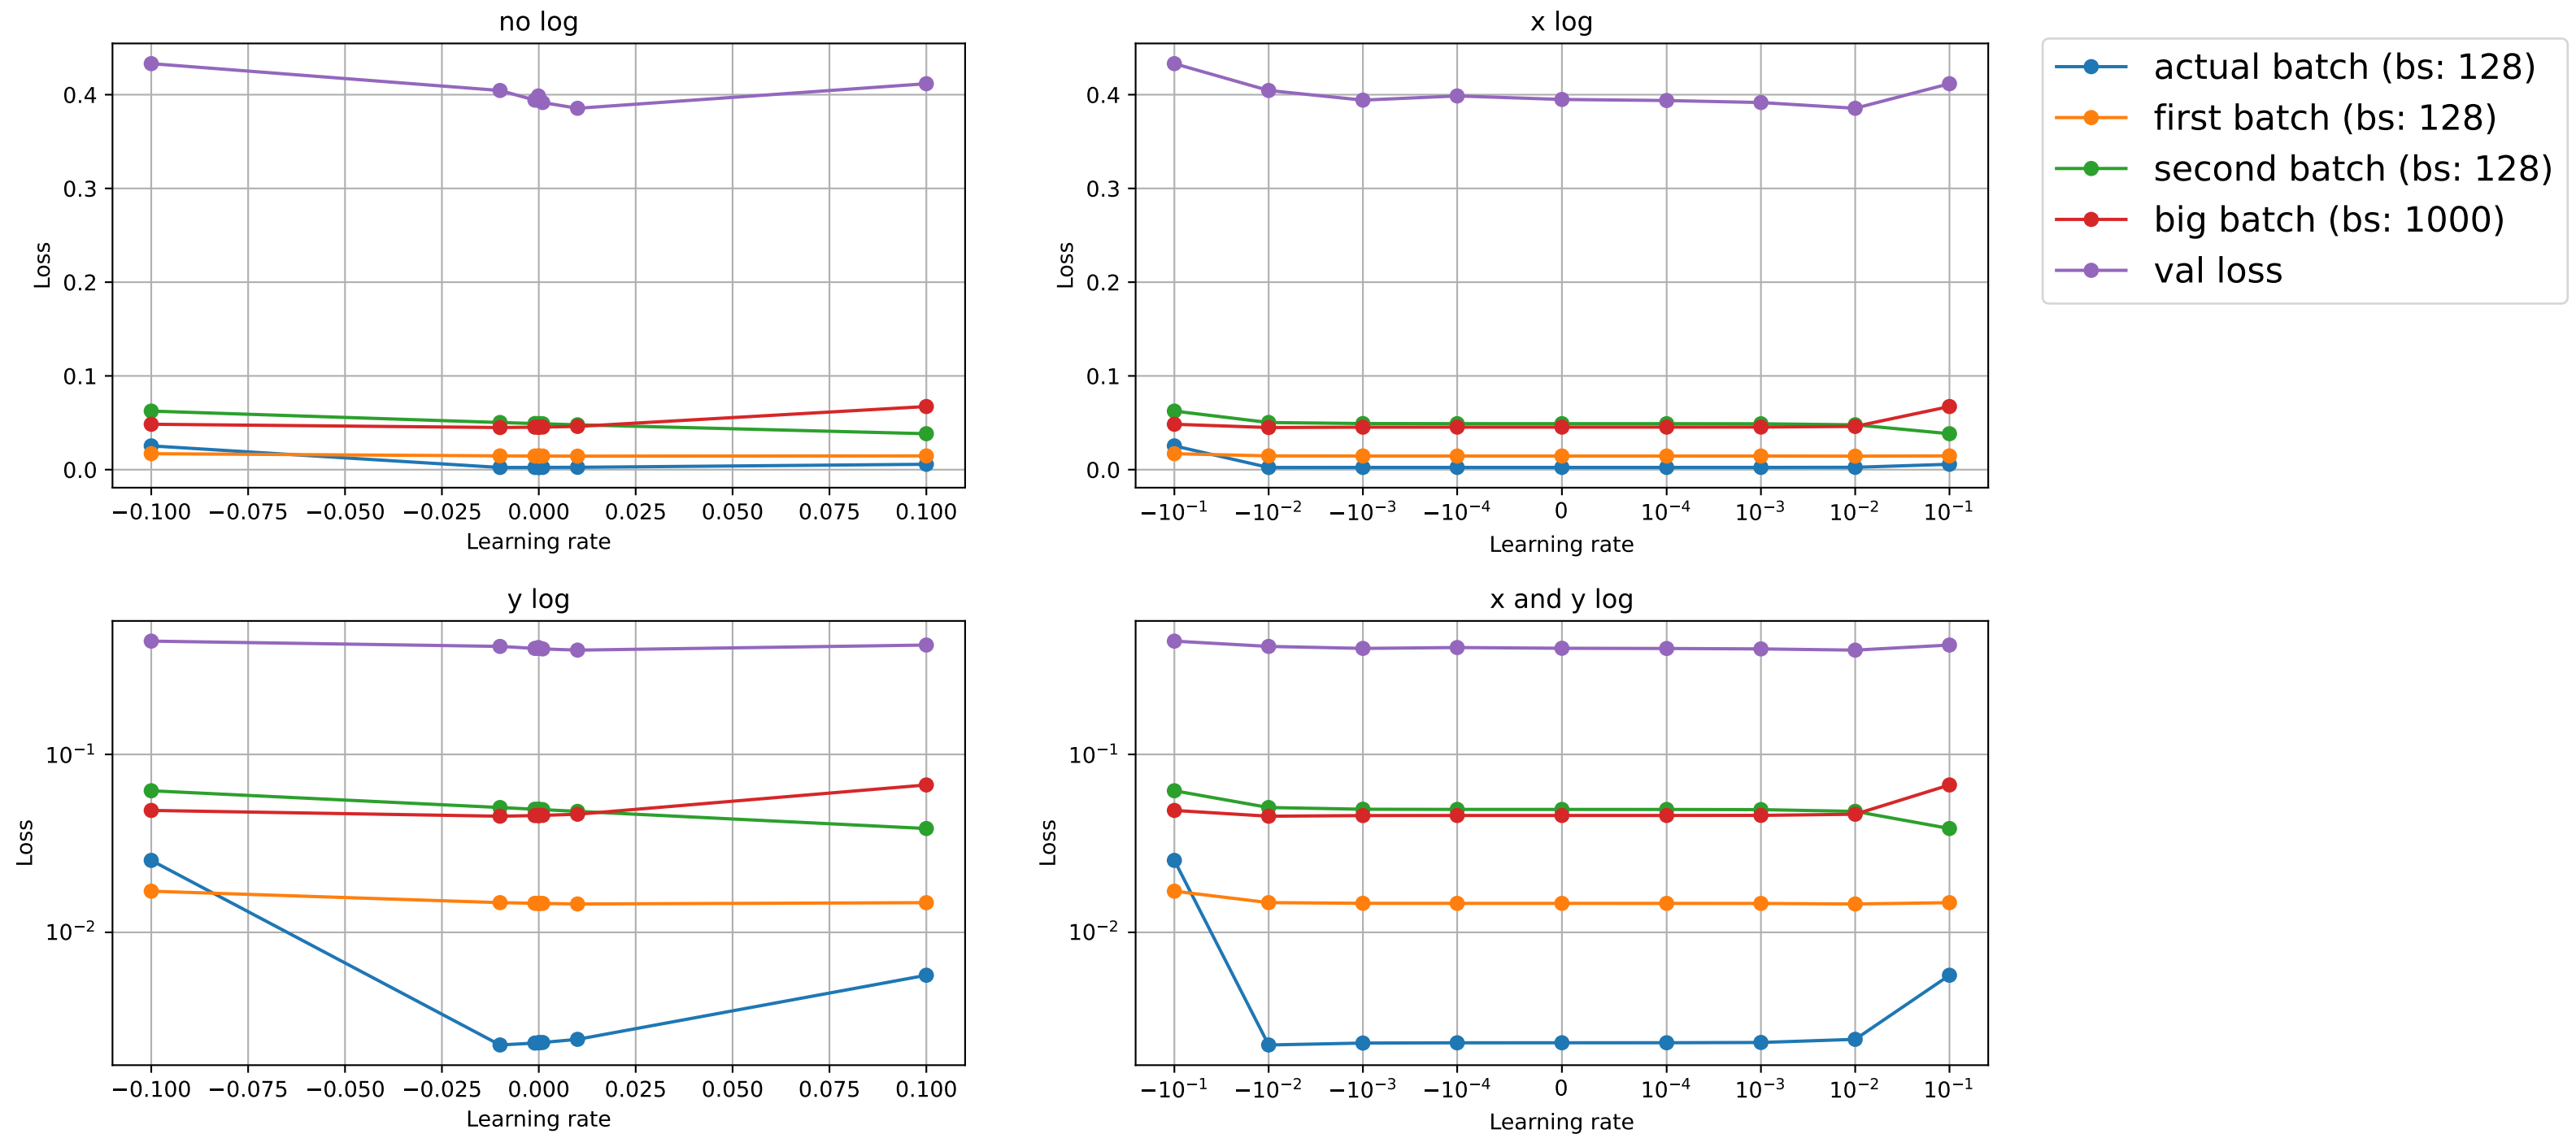 no log
0.4
0.3
0.2
0.1
0.0
Loss
−0.100 −0.075 −0.050 −0.025 0.000 0.025 0.050 0.075 0.100
Learning rate
x log
0.4
0.3
0.2
0.1
0.0
Loss
−10⁻¹ −10⁻² −10⁻³ −10⁻⁴ 0 10⁻⁴ 10⁻³ 10⁻² 10⁻¹
Learning rate
actual batch (bs: 128)
first batch (bs: 128)
second batch (bs: 128)
big batch (bs: 1000)
val loss
y log
10⁻¹
10⁻²
Loss
−0.100 −0.075 −0.050 −0.025 0.000 0.025 0.050 0.075 0.100
Learning rate
x and y log
10⁻¹
10⁻²
Loss
−10⁻¹ −10⁻² −10⁻³ −10⁻⁴ 0 10⁻⁴ 10⁻³ 10⁻² 10⁻¹
Learning rate